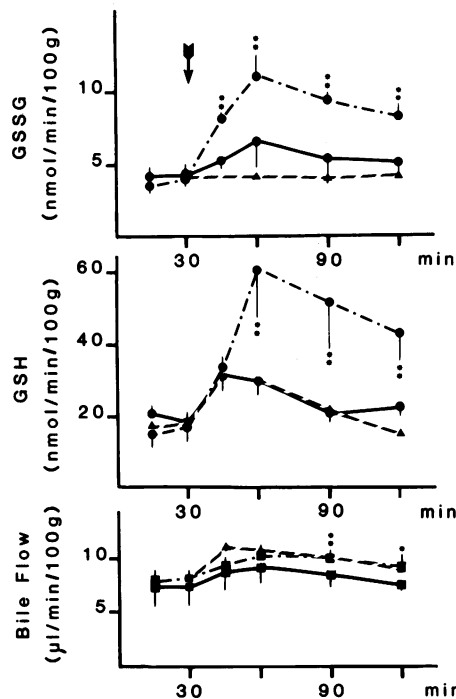 GSSG
(nmol/min/100g)
10
5
30
90
min
GSH
(nmol/min/100g)
60
40
20
30
90
min
Bile Flow
(µl/min/100g)
10
5
30
90
min